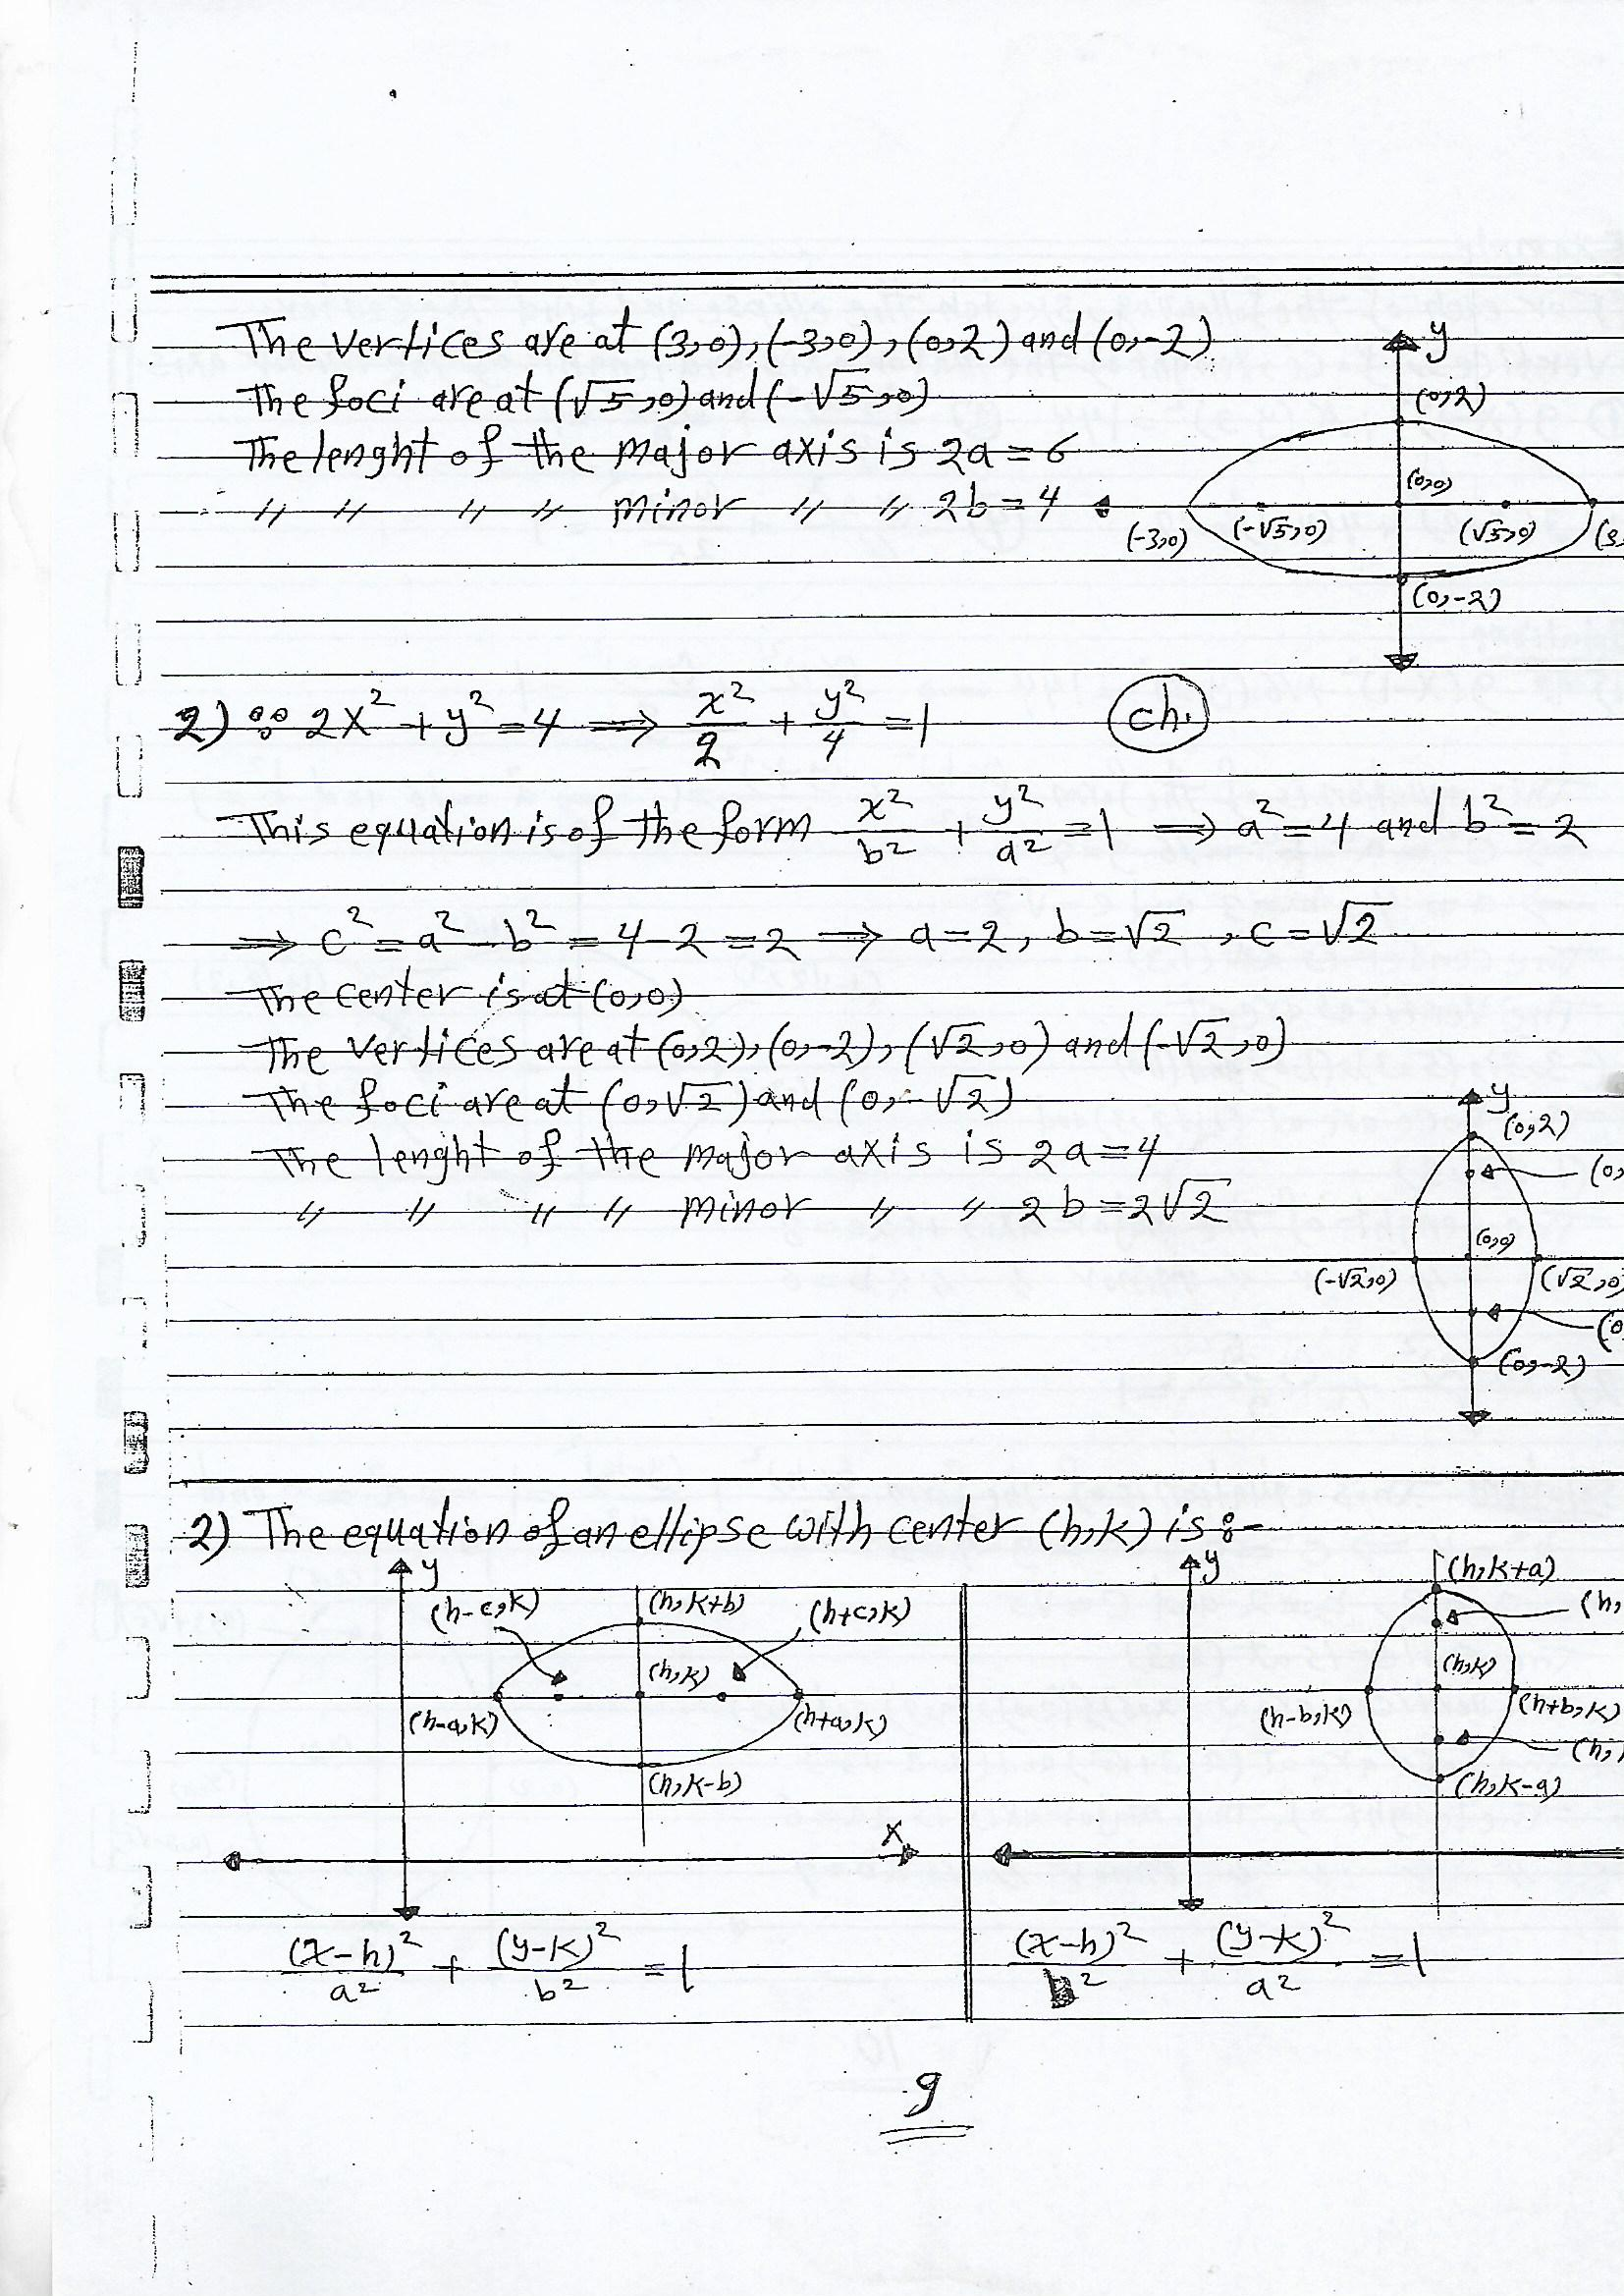 The vertices are at (3,0), (-3,0), (0,2) and (0,-2)
The foci are at (√5,0) and (-√5,0)
The lenght of the major axis is 2a = 6
〃 〃 〃 〃 minor 〃 〃 2b = 4
y
(0,2)
(0,0)
(-3,0) (-√5,0) (√5,0) (3
(0,-2)
2) ∵ 2x² + y² = 4 ⟹ x²/2 + y²/4 = 1
ch.
This equation is of the form x²/b² + y²/a² = 1 ⟹ a² = 4 and b² = 2
⟹ c² = a² - b² = 4 - 2 = 2 ⟹ a = 2, b = √2, c = √2
The center is at (0,0)
The vertices are at (0,2), (0,-2), (√2,0) and (-√2,0)
The foci are at (0,√2) and (0,-√2)
The lenght of the major axis is 2a = 4
〃 〃 〃 〃 minor 〃 〃 2b = 2√2
y
(0,2)
(0,
(0,0)
(-√2,0) (√2,0
(0
(0,-2)
2) The equation of an ellipse with center (h,k) is :-
y
(h-c,k) (h,k+b) (h+c,k)
(h,k)
(h-a,k) (h+a,k)
(h,k-b)
x
(x-h)²/a² + (y-k)²/b² = 1
y
(h,k+a)
(h,
(h,k)
(h-b,k) (h+b,k)
(h,
(h,k-a)
(x-h)²/b² + (y-k)²/a² = 1
9